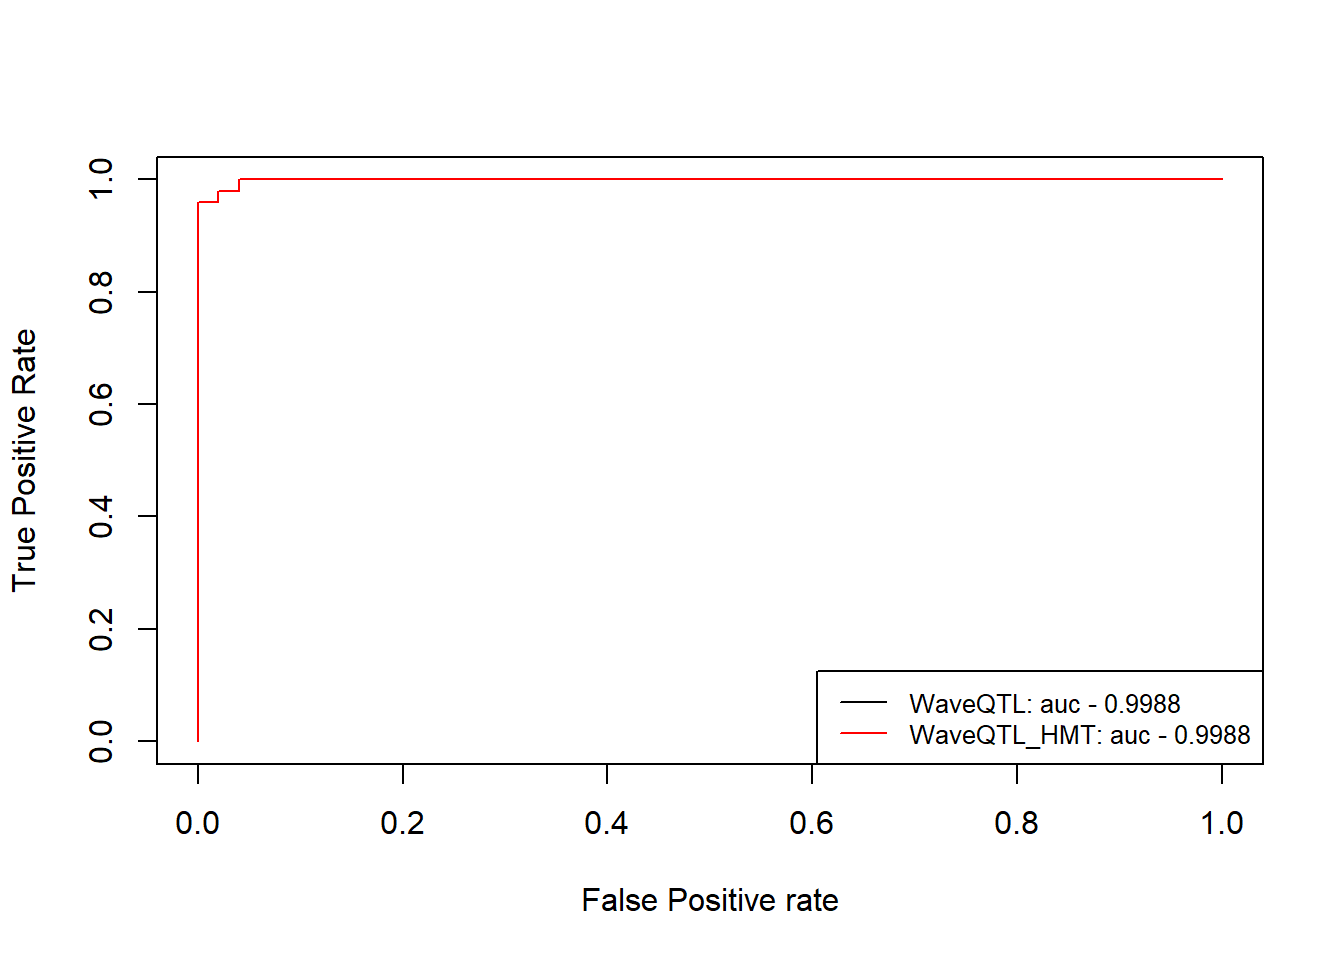 True Positive Rate
1.0
0.8
0.6
0.4
0.2
0.0
WaveQTL: auc - 0.9988
WaveQTL_HMT: auc - 0.9988
0.0 0.2 0.4 0.6 0.8 1.0
False Positive rate